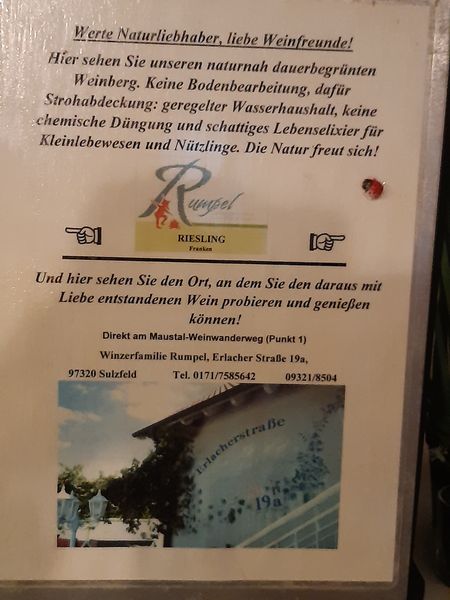 Werte Naturliebhaber, liebe Weinfreunde!
Hier sehen Sie unseren naturnah dauerbegrünten
Weinberg. Keine Bodenbearbeitung, dafür
Strohabdeckung: geregelter Wasserhaushalt, keine
chemische Düngung und schattiges Lebenselixier für
Kleinlebewesen und Nützlinge. Die Natur freut sich!
Rumpel
RIESLING
Franken
Und hier sehen Sie den Ort, an dem Sie den daraus mit
Liebe entstandenen Wein probieren und genießen
können!
Direkt am Maustal-Weinwanderweg (Punkt 1)
Winzerfamilie Rumpel, Erlacher Straße 19a,
97320 Sulzfeld Tel. 0171/7585642 09321/8504
Erlacherstraße
19a